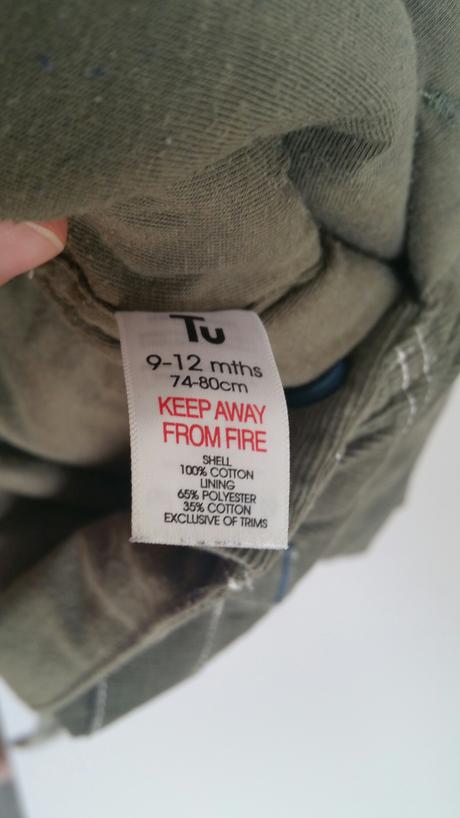 Tu
9-12 mths
74-80cm
KEEP AWAY
FROM FIRE
SHELL
100% COTTON
LINING
65% POLYESTER
35% COTTON
EXCLUSIVE OF TRIMS